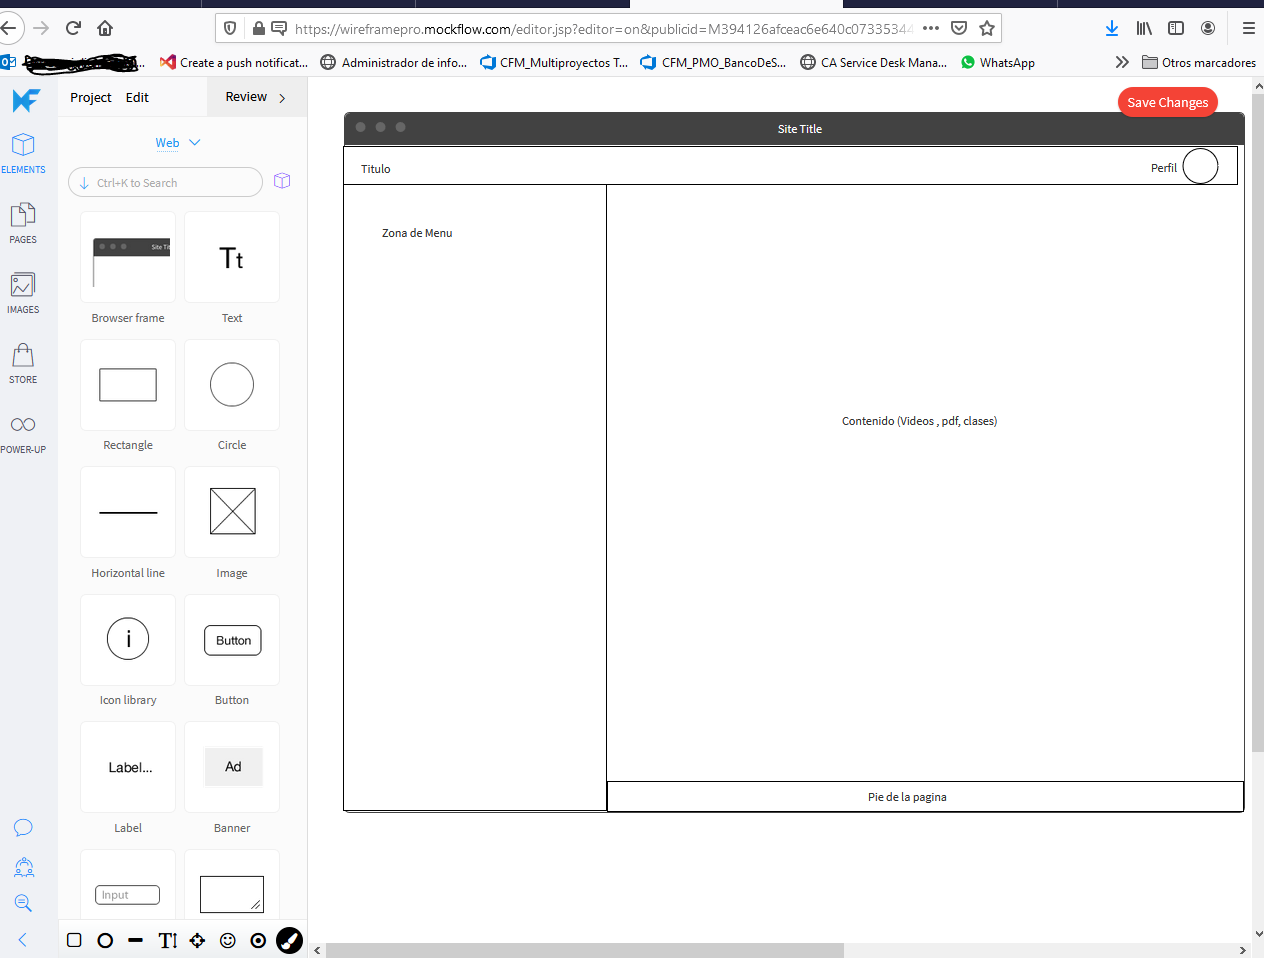 https://wireframepro.mockflow.com/editor.jsp?editor=on&publicid=M394126afceac6e640c07335344
Create a push notificat... Administrador de info... CFM_Multiproyectos T... CFM_PMO_BancoDeS... CA Service Desk Mana... WhatsApp Otros marcadores
Project Edit Review
Save Changes
Web
ELEMENTS
Ctrl+K to Search
PAGES
IMAGES
STORE
POWER-UP
Site Tit
Browser frame
Tt
Text
Rectangle
Circle
Horizontal line
Image
i
Icon library
Button
Button
Label...
Label
Ad
Banner
Input
Site Title
Titulo
Perfil
Zona de Menu
Contenido (Videos , pdf, clases)
Pie de la pagina